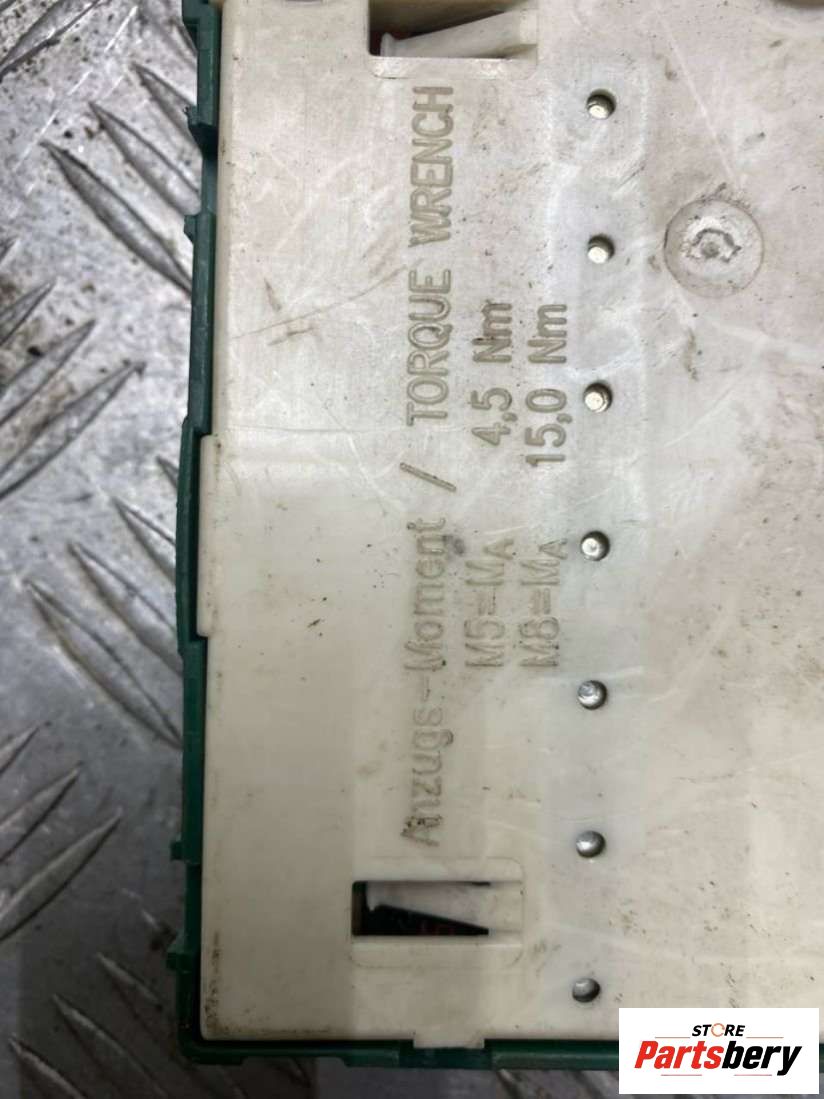 Anzugs-Moment / TORQUE WRENCH
M5=MA 4,5 Nm
M8=MA 15,0 Nm
STORE
Partsbery